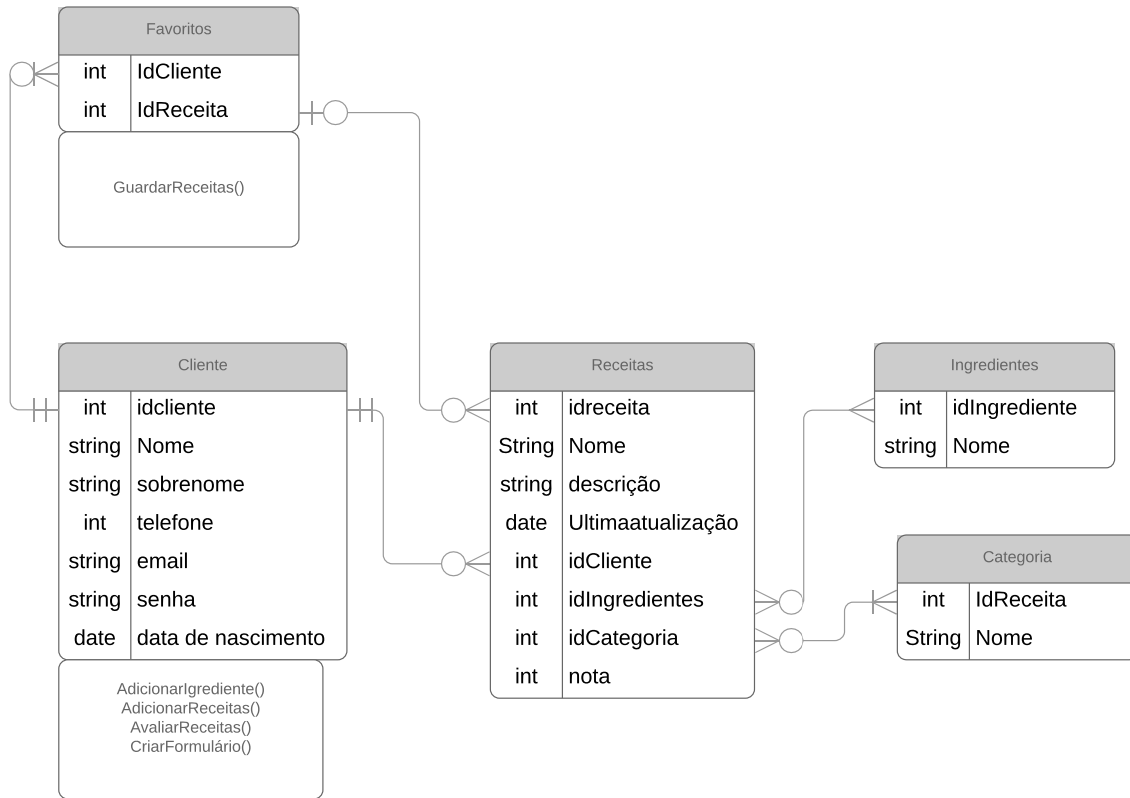 Favoritos
int IdCliente
int IdReceita
GuardarReceitas()
Cliente
int idcliente
string Nome
string sobrenome
int telefone
string email
string senha
date data de nascimento
AdicionarIgrediente()
AdicionarReceitas()
AvaliarReceitas()
CriarFormulário()
Receitas
int idreceita
String Nome
string descrição
date Ultimaatualização
int idCliente
int idIngredientes
int idCategoria
int nota
Ingredientes
int idIngrediente
string Nome
Categoria
int IdReceita
String Nome